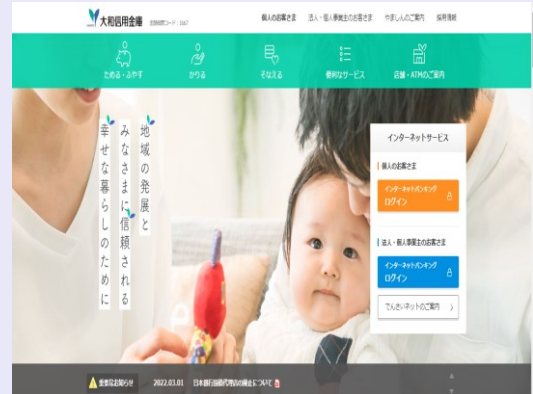 大和信用金庫
個人のお客さま
法人・個人事業主のお客さま
やましんのご案内
採用情報
ためる・ふやす
かりる
そなえる
便利なサービス
店舗・ATMのご案内
地域の発展と
みなさまに信頼される
幸せな暮らしのために
インターネットサービス
個人のお客さま
インターネットバンキング
ログイン
法人・個人事業主のお客さま
インターネットバンキング
ログイン
でんさいネットのご案内
重要なお知らせ
2022.03.01